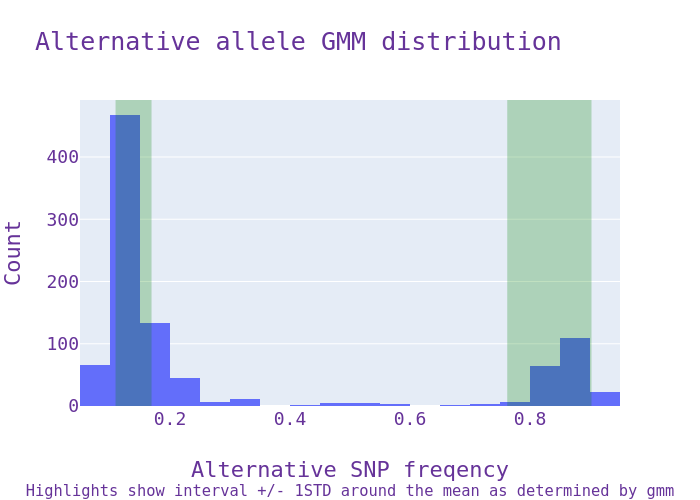 Alternative allele GMM distribution
Count
400
300
200
100
0
0.2 0.4 0.6 0.8
Alternative SNP freqency
Highlights show interval +/- 1STD around the mean as determined by gmm